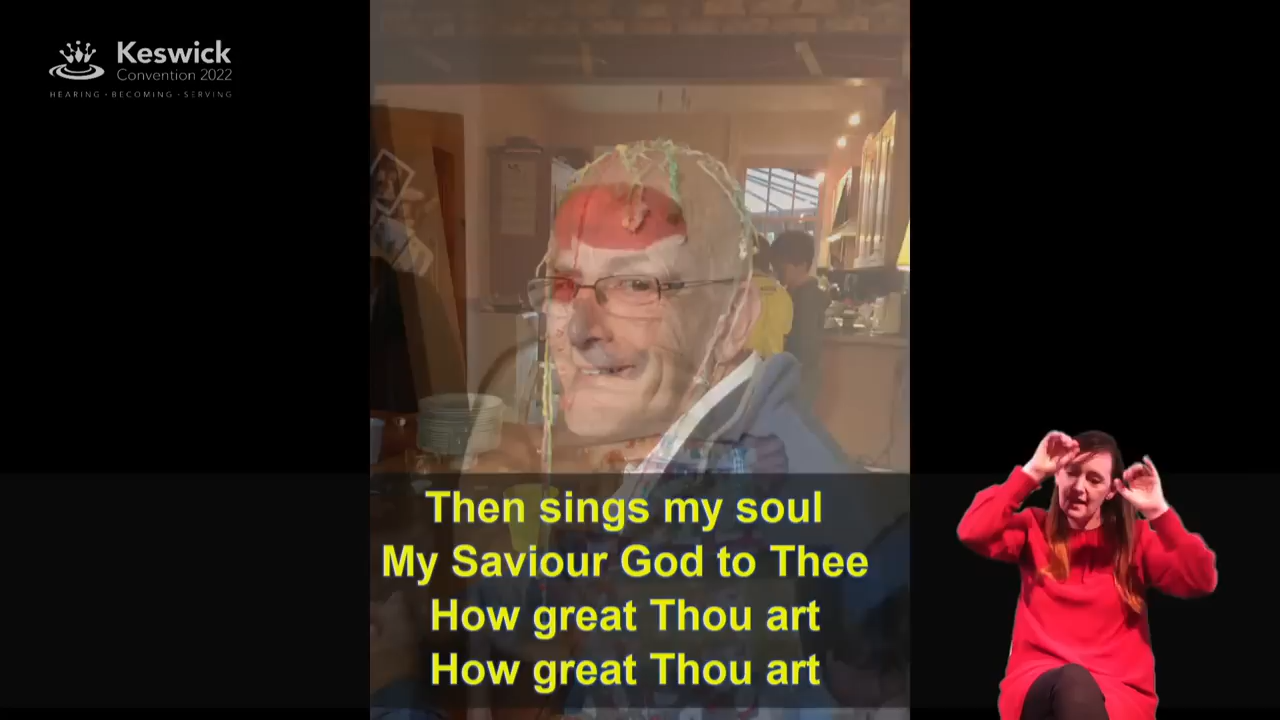 Keswick
Convention 2022
HEARING - BECOMING - SERVING
Then sings my soul
My Saviour God to Thee
How great Thou art
How great Thou art